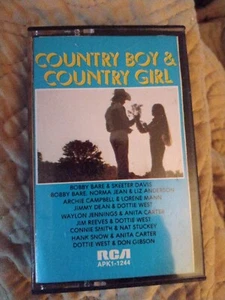 COUNTRY BOY &
COUNTRY GIRL
BOBBY BARE & SKEETER DAVIS
BOBBY BARE, NORMA JEAN & LIZ ANDERSON
ARCHIE CAMPBELL & LORENE MANN
JIMMY DEAN & DOTTIE WEST
WAYLON JENNINGS & ANITA CARTER
JIM REEVES & DOTTIE WEST
CONNIE SMITH & NAT STUCKEY
HANK SNOW & ANITA CARTER
DOTTIE WEST & DON GIBSON
RCA
APK1-1244